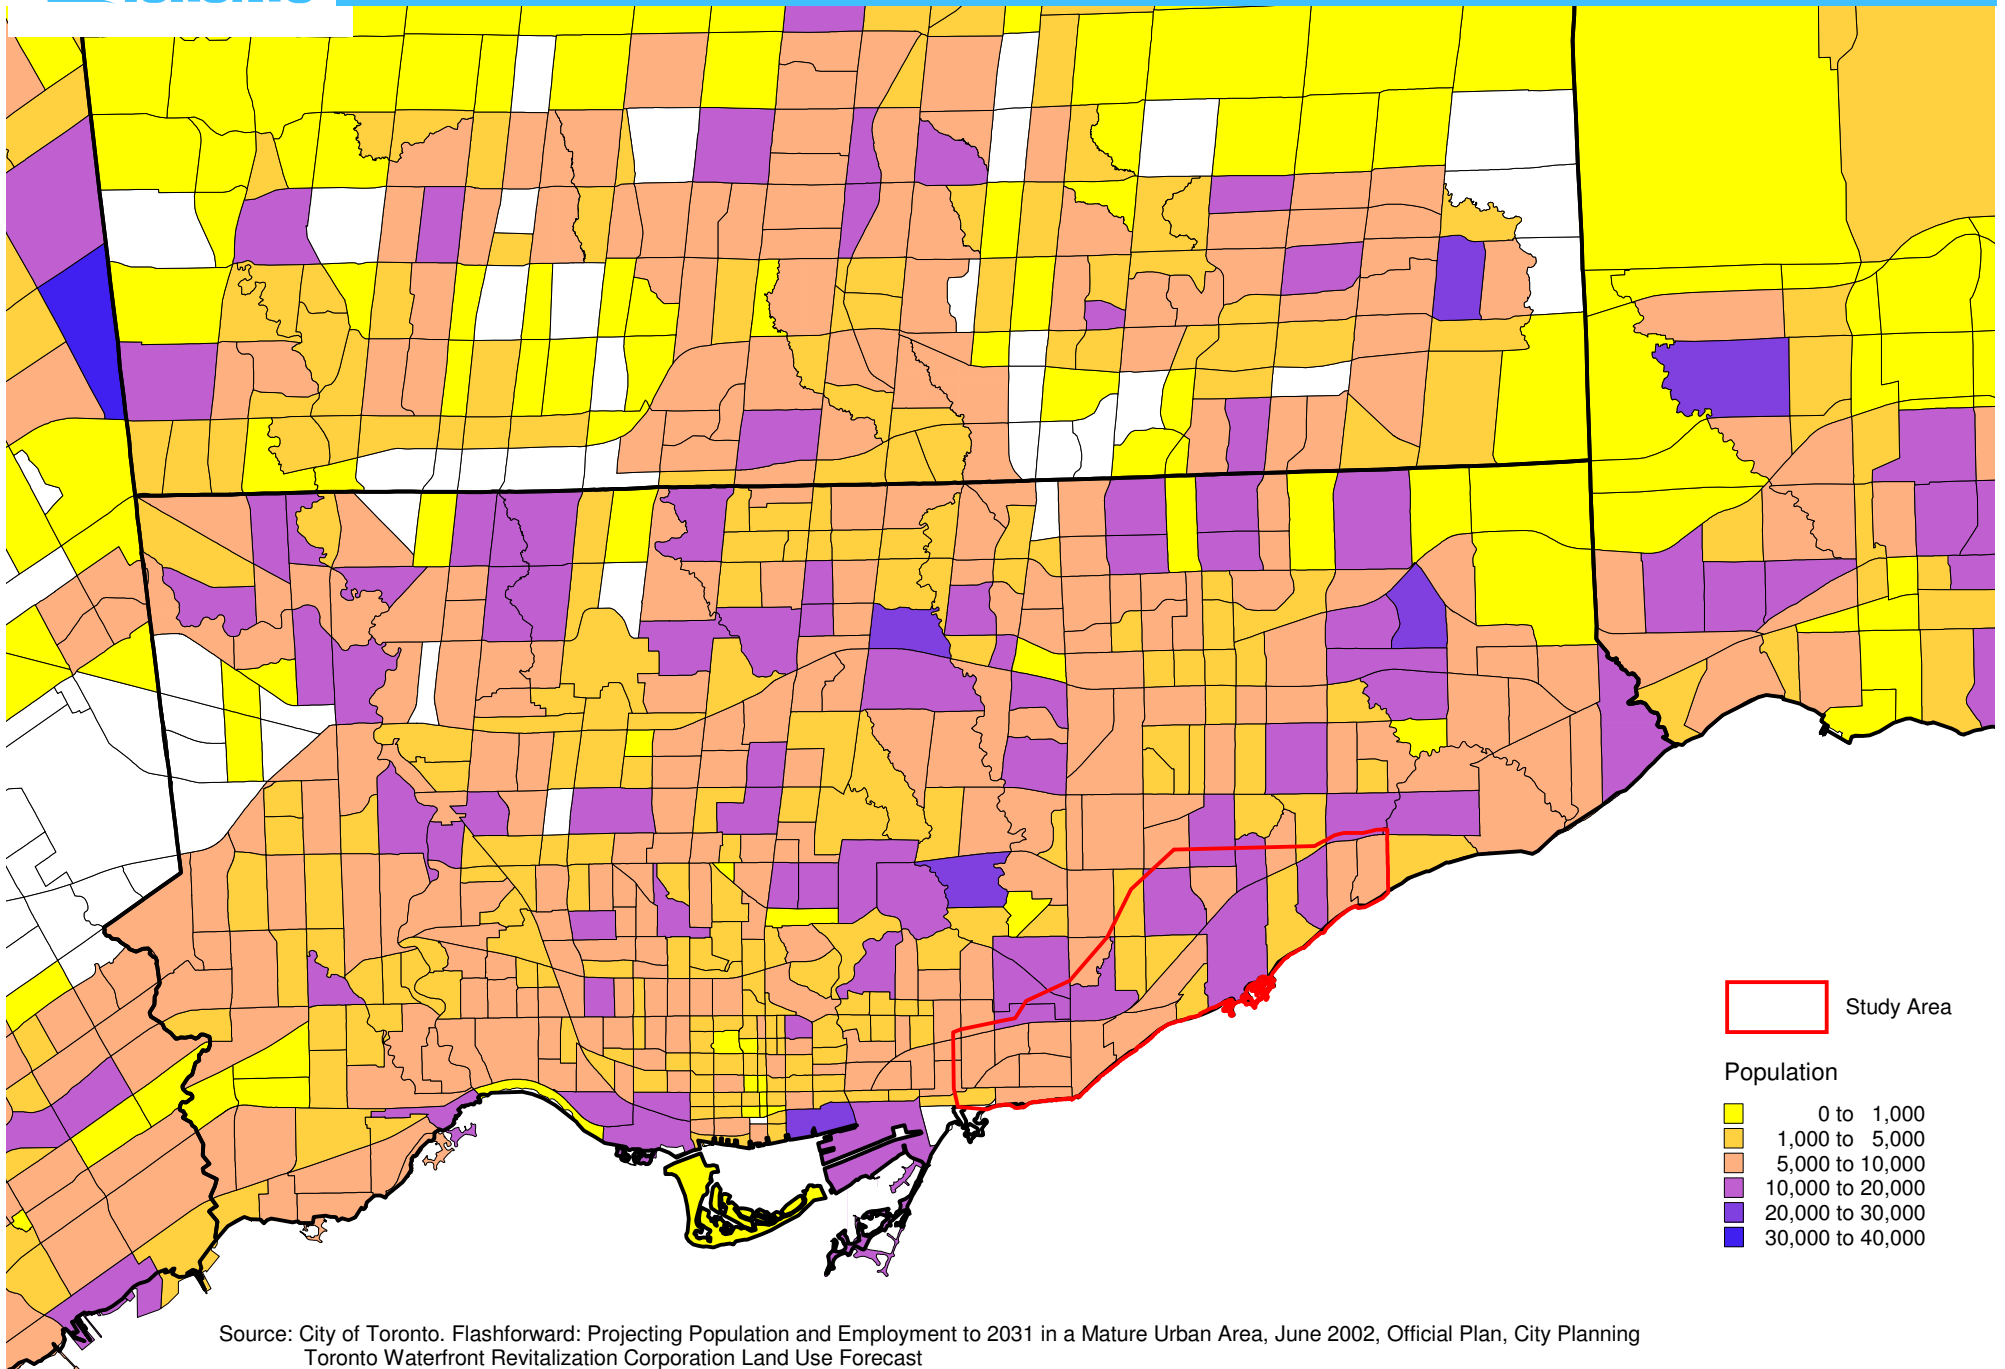 Study Area
Population
0 to 1,000
1,000 to 5,000
5,000 to 10,000
10,000 to 20,000
20,000 to 30,000
30,000 to 40,000
Source: City of Toronto. Flashforward: Projecting Population and Employment to 2031 in a Mature Urban Area, June 2002, Official Plan, City Planning
Toronto Waterfront Revitalization Corporation Land Use Forecast